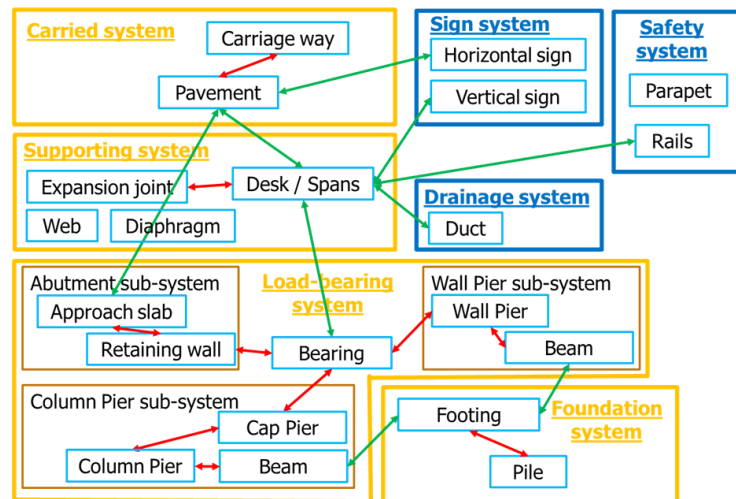 Carried system
Carriage way
Pavement
Sign system
Horizontal sign
Vertical sign
Safety
system
Parapet
Rails
Supporting system
Expansion joint
Desk / Spans
Web
Diaphragm
Drainage system
Duct
Abutment sub-system
Approach slab
Retaining wall
Load-bearing
system
Bearing
Wall Pier sub-system
Wall Pier
Beam
Column Pier sub-system
Cap Pier
Column Pier
Beam
Footing
Foundation
system
Pile